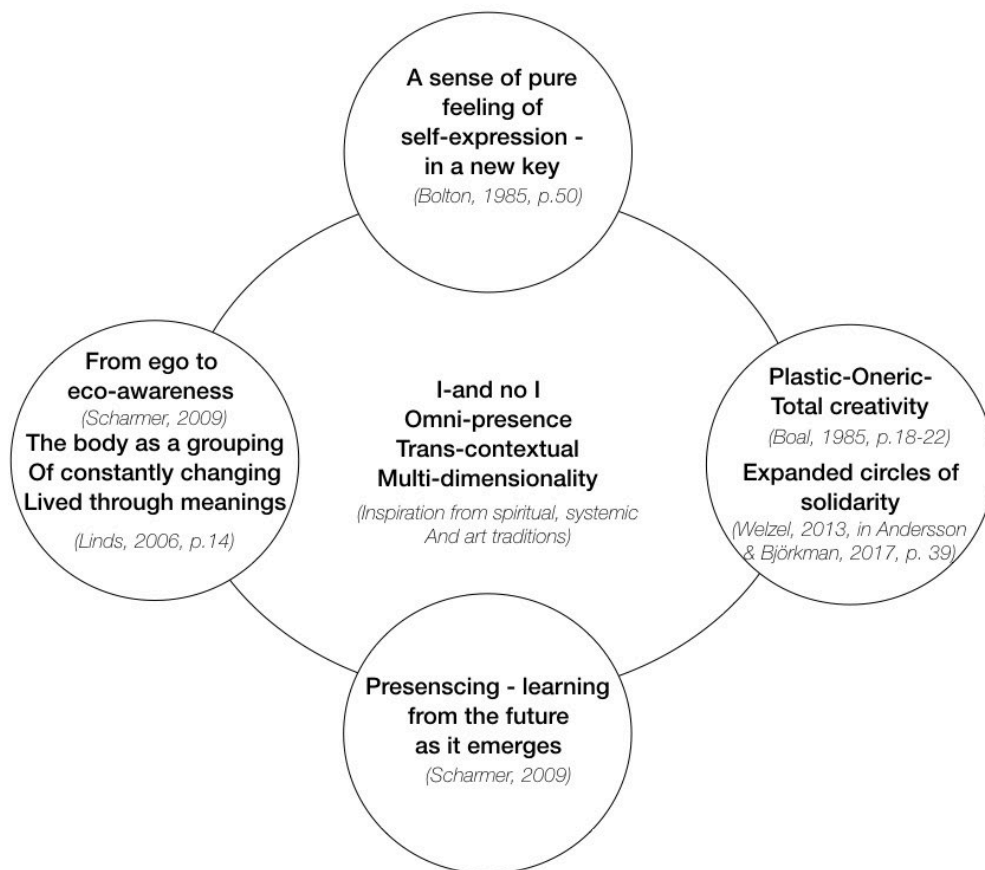 A sense of pure
feeling of
self-expression -
in a new key
(Bolton, 1985, p.50)
From ego to
eco-awareness
(Scharmer, 2009)
The body as a grouping
Of constantly changing
Lived through meanings
(Linds, 2006, p.14)
I-and no I
Omni-presence
Trans-contextual
Multi-dimensionality
(Inspiration from spiritual, systemic
And art traditions)
Plastic-Oneric-
Total creativity
(Boal, 1985, p.18-22)
Expanded circles of
solidarity
(Welzel, 2013, in Andersson
& Björkman, 2017, p. 39)
Presenscing - learning
from the future
as it emerges
(Scharmer, 2009)